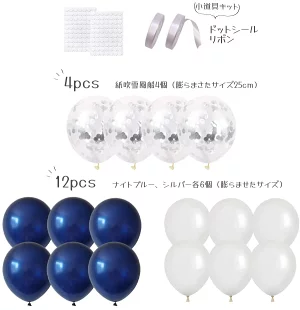 小道具キット
ドットシール
リボン
4pcs 紙吹雪風船4個（膨らまさたサイズ25cm）
12pcs ナイトブルー、シルバー各6個（膨らませたサイズ）